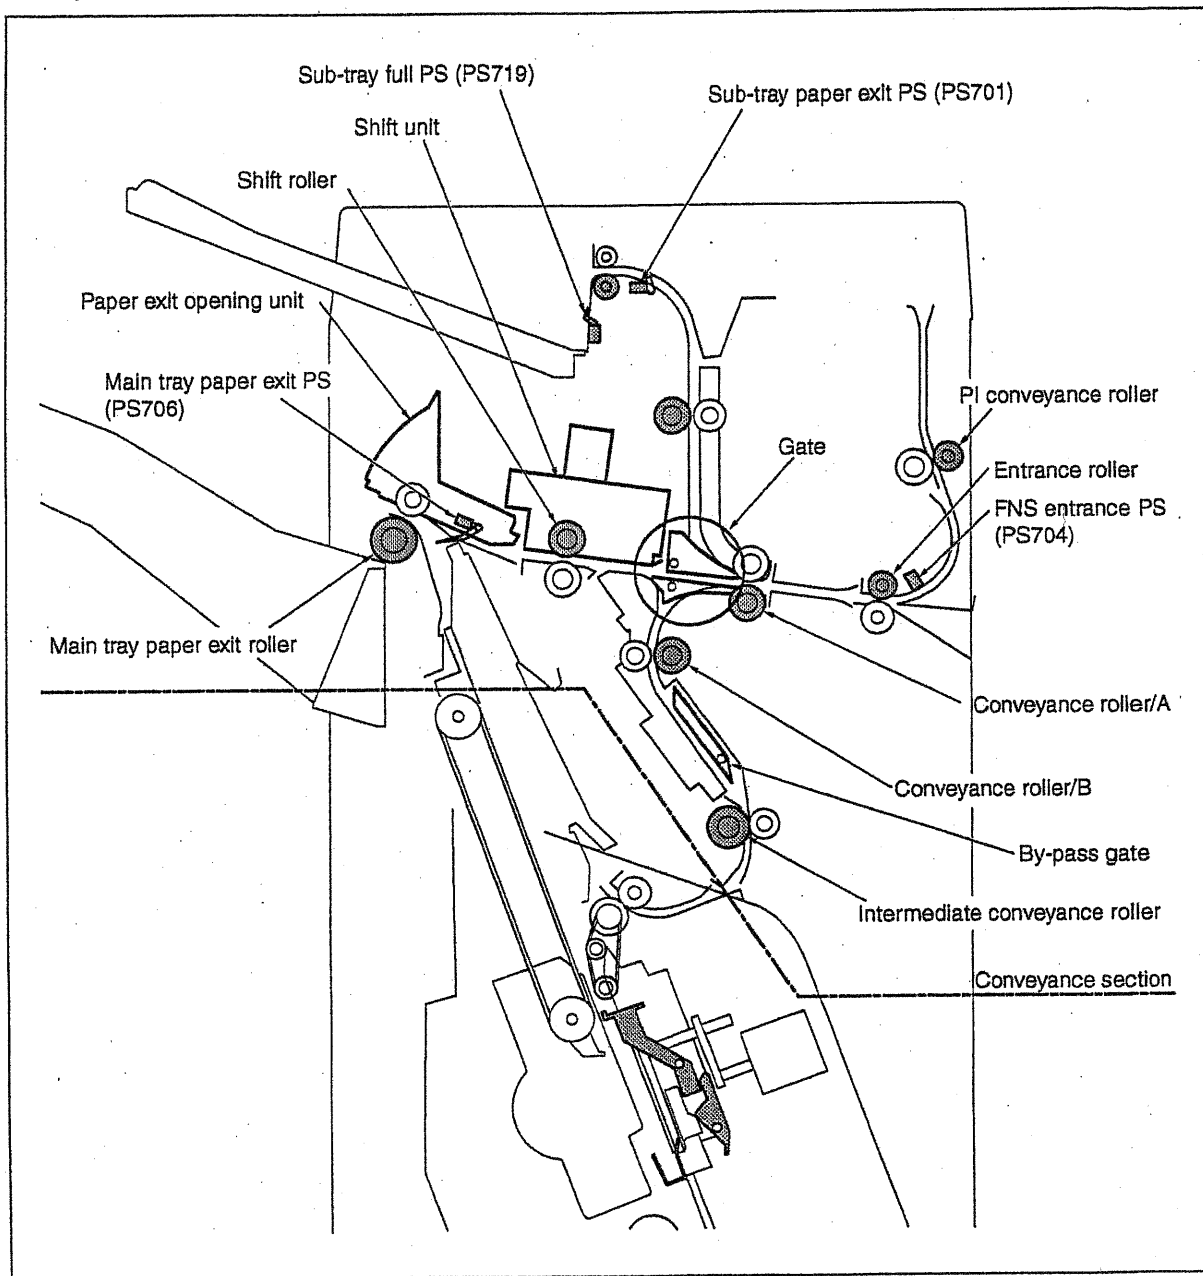 Sub-tray full PS (PS719)
Sub-tray paper exit PS (PS701)
Shift unit
Shift roller
Paper exit opening unit
Main tray paper exit PS
(PS706)
PI conveyance roller
Gate
Entrance roller
FNS entrance PS
(PS704)
Main tray paper exit roller
Conveyance roller/A
Conveyance roller/B
By-pass gate
Intermediate conveyance roller
Conveyance section